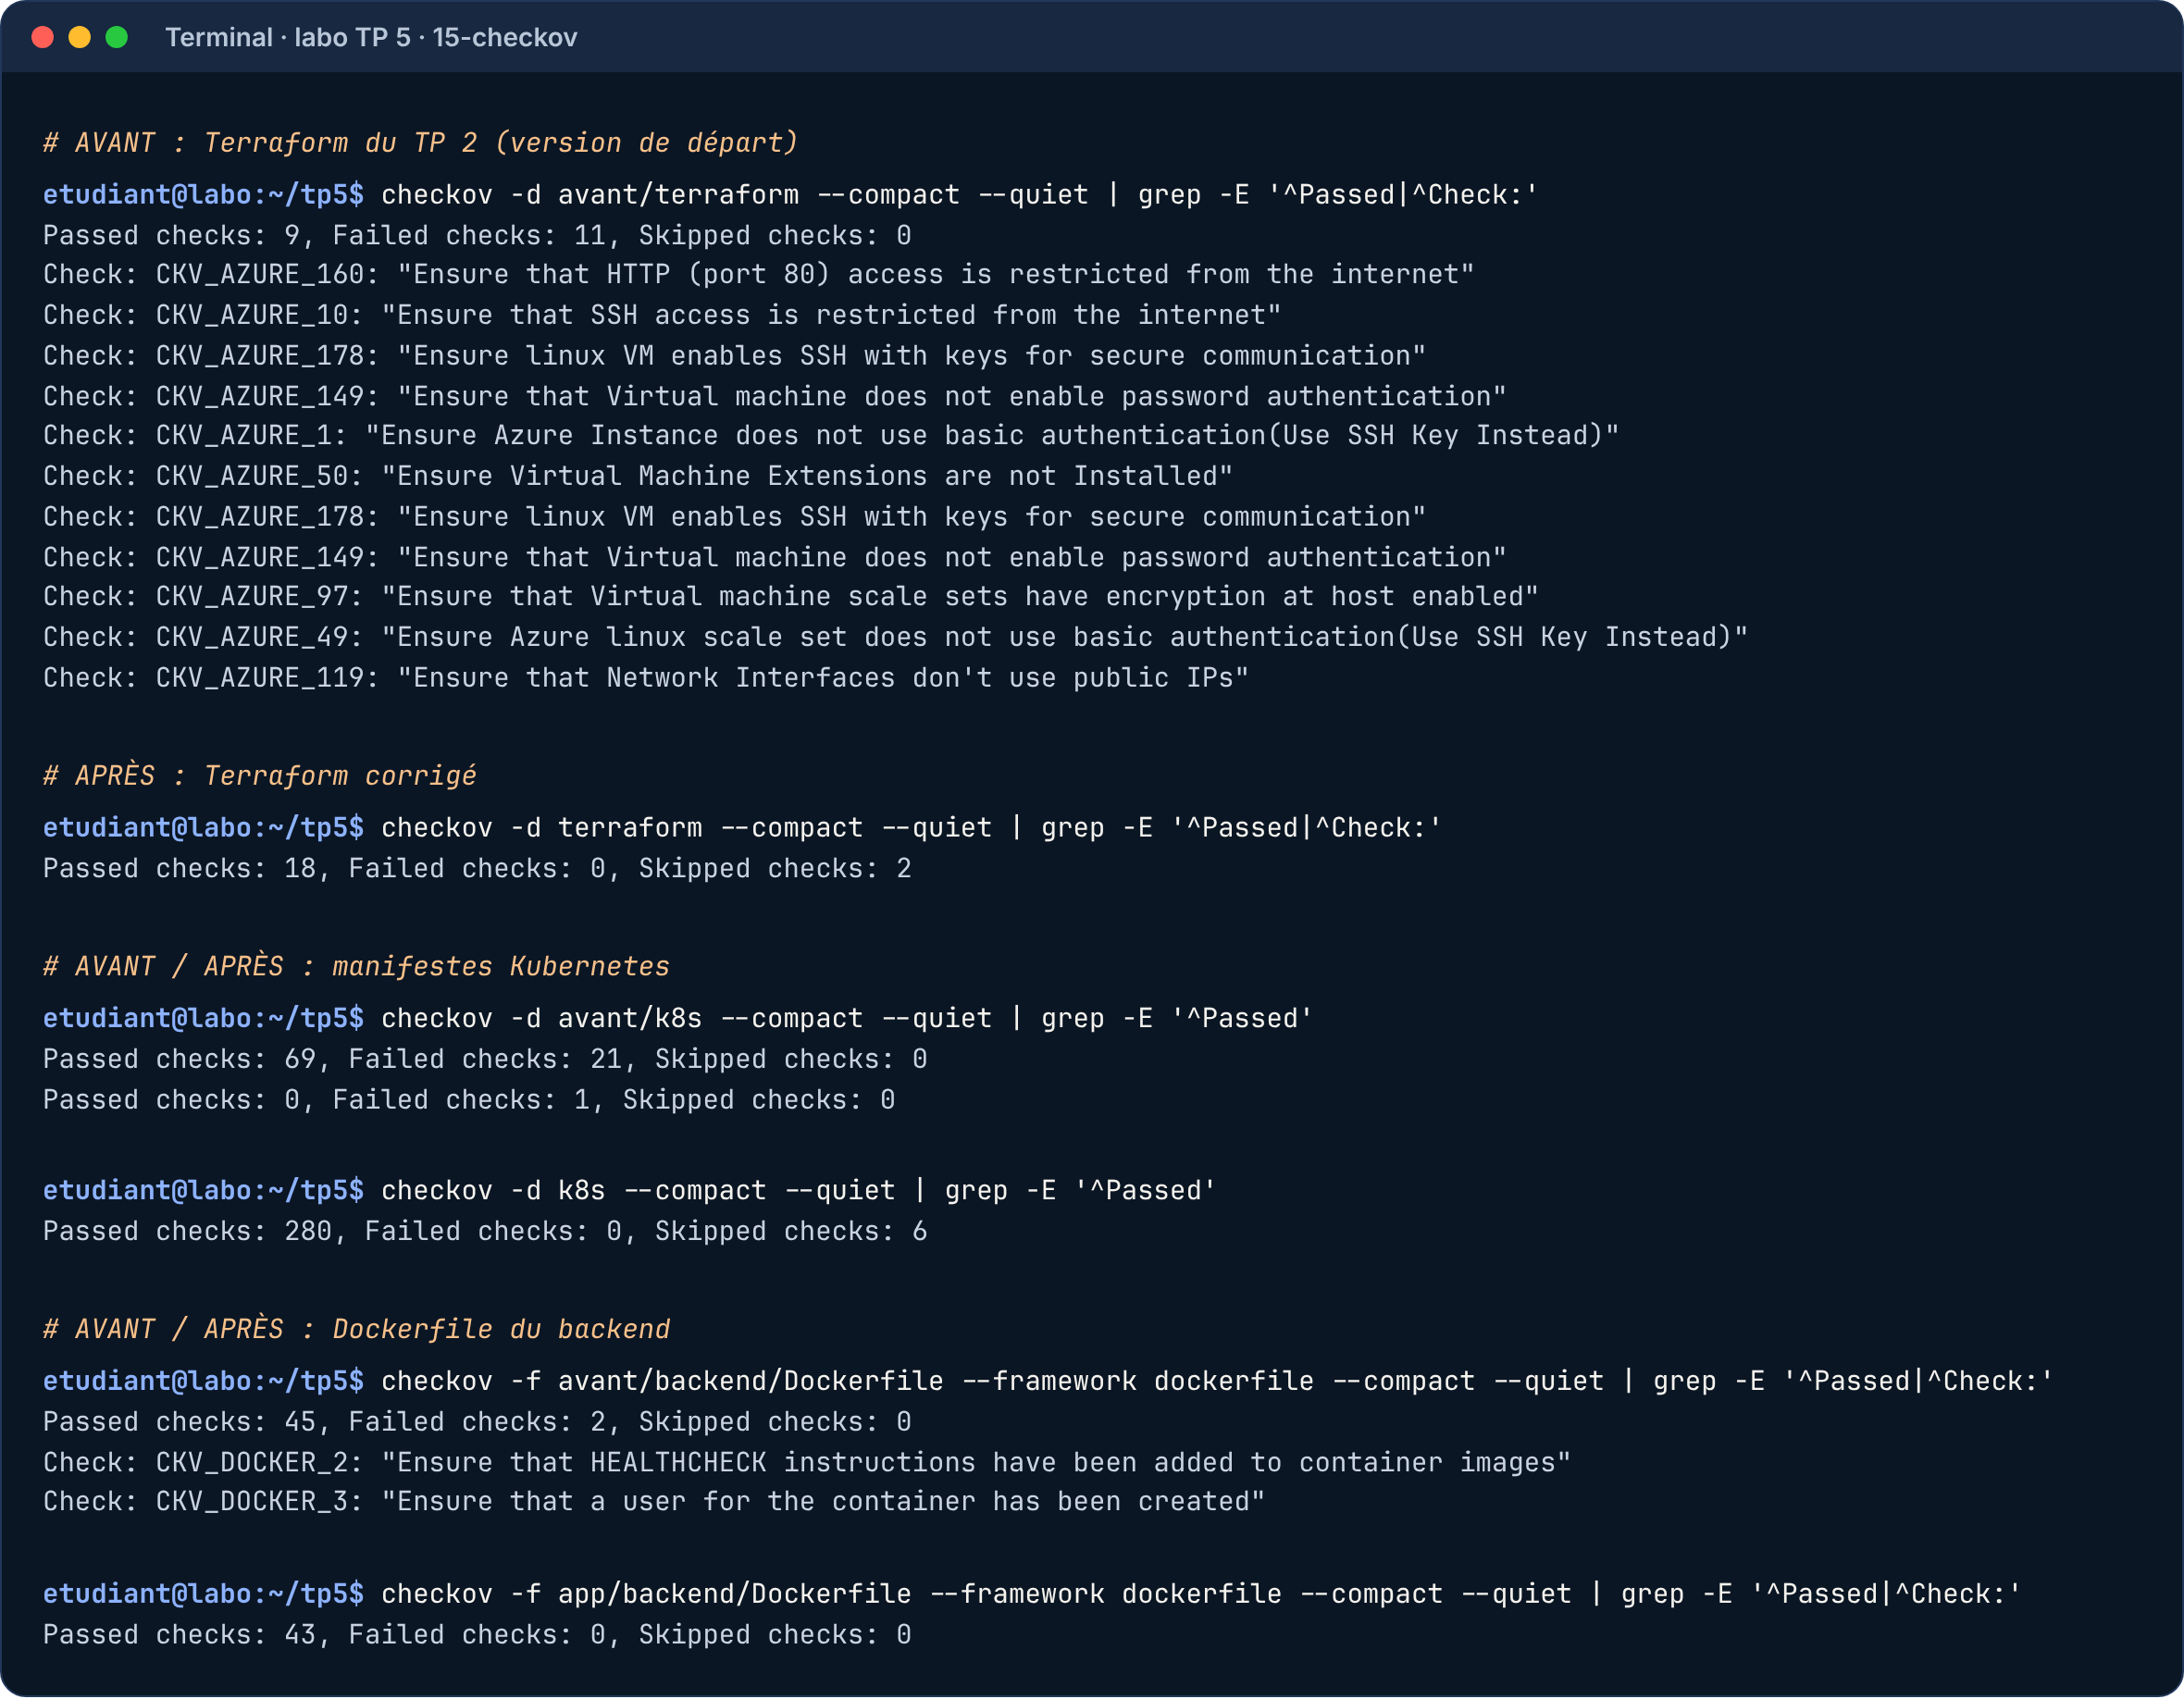 Terminal · labo TP 5 · 15-checkov
# AVANT : Terraform du TP 2 (version de départ)
etudiant@labo:~/tp5$ checkov -d avant/terraform --compact --quiet | grep -E '^Passed|^Check:'
Passed checks: 9, Failed checks: 11, Skipped checks: 0
Check: CKV_AZURE_160: "Ensure that HTTP (port 80) access is restricted from the internet"
Check: CKV_AZURE_10: "Ensure that SSH access is restricted from the internet"
Check: CKV_AZURE_178: "Ensure linux VM enables SSH with keys for secure communication"
Check: CKV_AZURE_149: "Ensure that Virtual machine does not enable password authentication"
Check: CKV_AZURE_1: "Ensure Azure Instance does not use basic authentication(Use SSH Key Instead)"
Check: CKV_AZURE_50: "Ensure Virtual Machine Extensions are not Installed"
Check: CKV_AZURE_178: "Ensure linux VM enables SSH with keys for secure communication"
Check: CKV_AZURE_149: "Ensure that Virtual machine does not enable password authentication"
Check: CKV_AZURE_97: "Ensure that Virtual machine scale sets have encryption at host enabled"
Check: CKV_AZURE_49: "Ensure Azure linux scale set does not use basic authentication(Use SSH Key Instead)"
Check: CKV_AZURE_119: "Ensure that Network Interfaces don't use public IPs"
# APRÈS : Terraform corrigé
etudiant@labo:~/tp5$ checkov -d terraform --compact --quiet | grep -E '^Passed|^Check:'
Passed checks: 18, Failed checks: 0, Skipped checks: 2
# AVANT / APRÈS : manifestes Kubernetes
etudiant@labo:~/tp5$ checkov -d avant/k8s --compact --quiet | grep -E '^Passed'
Passed checks: 69, Failed checks: 21, Skipped checks: 0
Passed checks: 0, Failed checks: 1, Skipped checks: 0
etudiant@labo:~/tp5$ checkov -d k8s --compact --quiet | grep -E '^Passed'
Passed checks: 280, Failed checks: 0, Skipped checks: 6
# AVANT / APRÈS : Dockerfile du backend
etudiant@labo:~/tp5$ checkov -f avant/backend/Dockerfile --framework dockerfile --compact --quiet | grep -E '^Passed|^Check:'
Passed checks: 45, Failed checks: 2, Skipped checks: 0
Check: CKV_DOCKER_2: "Ensure that HEALTHCHECK instructions have been added to container images"
Check: CKV_DOCKER_3: "Ensure that a user for the container has been created"
etudiant@labo:~/tp5$ checkov -f app/backend/Dockerfile --framework dockerfile --compact --quiet | grep -E '^Passed|^Check:'
Passed checks: 43, Failed checks: 0, Skipped checks: 0